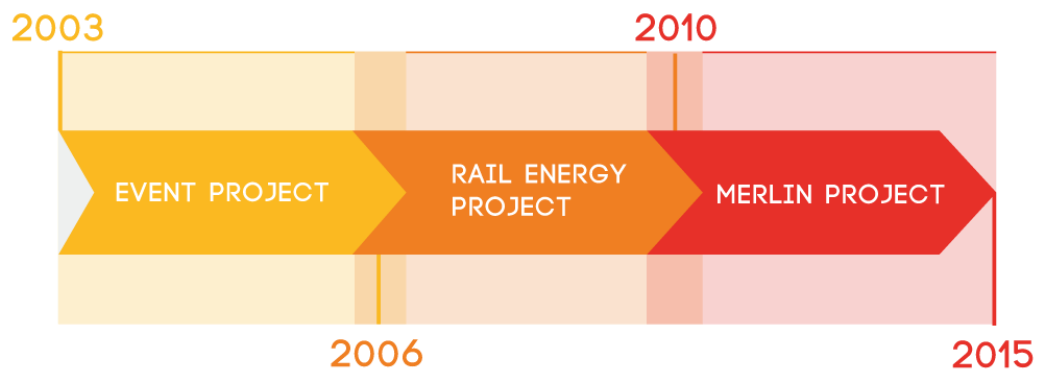 2003
2010
EVENT PROJECT
RAIL ENERGY
PROJECT
MERLIN PROJECT
2006
2015